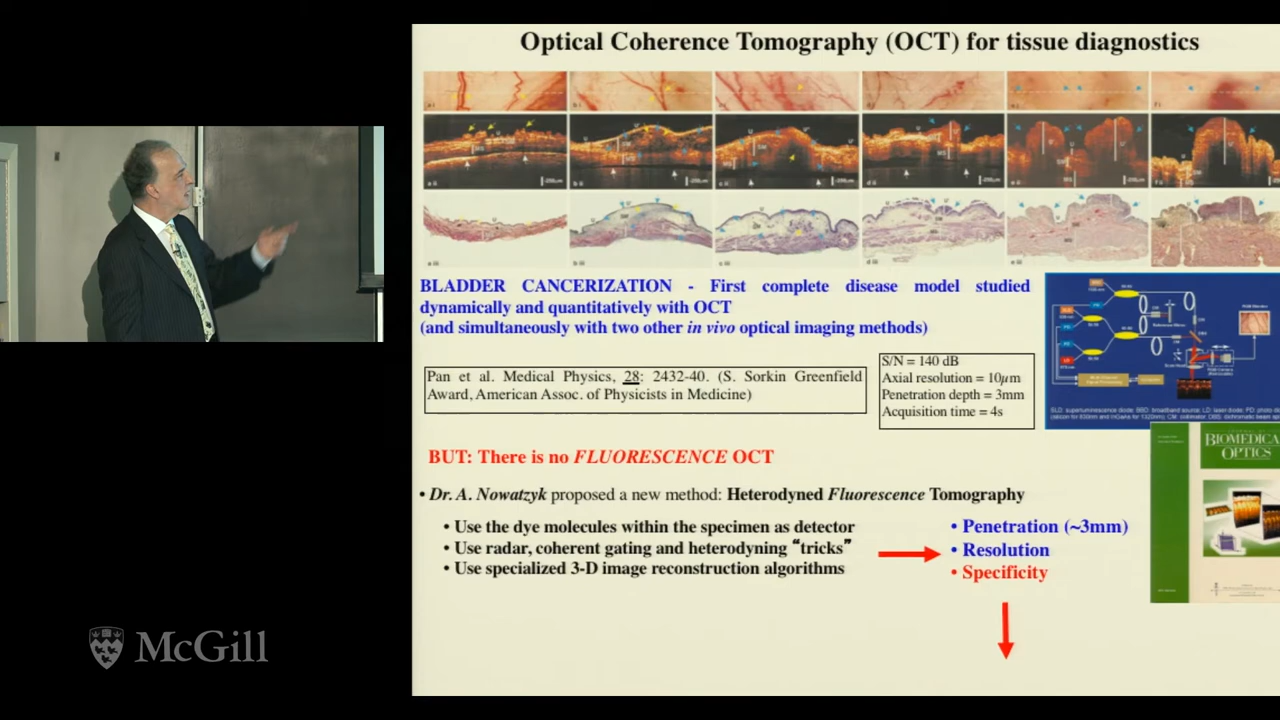 Optical Coherence Tomography (OCT) for tissue diagnostics
BLADDER CANCERIZATION - First complete disease model studied
dynamically and quantitatively with OCT
(and simultaneously with two other in vivo optical imaging methods)
Pan et al. Medical Physics, 28: 2432-40. (S. Sorkin Greenfield
Award, American Assoc. of Physicists in Medicine)
S/N = 140 dB
Axial resolution = 10µm
Penetration depth = 3mm
Acquisition time = 4s
BIOMEDICA
OPTICS
BUT: There is no FLUORESCENCE OCT
• Dr. A. Nowatzyk proposed a new method: Heterodyned Fluorescence Tomography
• Use the dye molecules within the specimen as detector
• Use radar, coherent gating and heterodyning “tricks”
• Use specialized 3-D image reconstruction algorithms
• Penetration (~3mm)
• Resolution
• Specificity
McGill